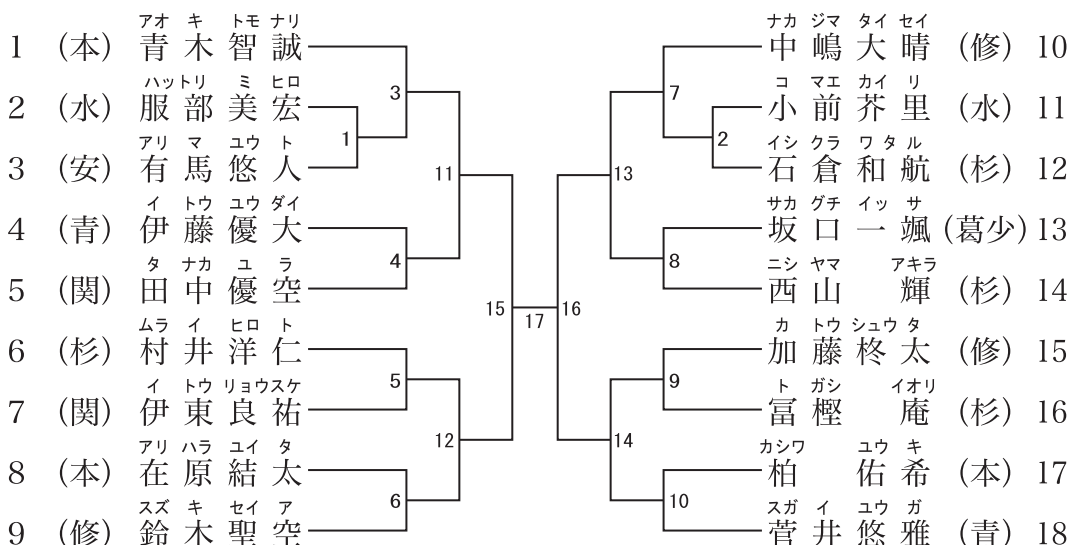 アオ キ トモ ナリ
1 (本) 青木智誠
ハットリ ミ ヒロ
2 (水) 服部美宏
アリ マ ユウ ト
3 (安) 有馬悠人
イ トウ ユウ ダイ
4 (青) 伊藤優大
タ ナカ ユ ラ
5 (関) 田中優空
ムラ イ ヒロ ト
6 (杉) 村井洋仁
イ トウ リョウスケ
7 (関) 伊東良祐
アリ ハラ ユイ タ
8 (本) 在原結太
スズ キ セイ ア
9 (修) 鈴木聖空
3
1
11
4
15
5
12
6
17
16
7
2
13
8
9
14
10
ナカ ジマ タイ セイ
中嶋大晴 (修) 10
コ マエ カイ リ
小前芥里 (水) 11
イシ クラ ワタル
石倉和航 (杉) 12
サカ グチ イッ サ
坂口一颯 (葛少) 13
ニシ ヤマ アキラ
西山 輝 (杉) 14
カ トウ シュウ タ
加藤柊太 (修) 15
ト ガシ イオリ
冨樫 庵 (杉) 16
カシワ ユウ キ
柏 佑希 (本) 17
スガ イ ユウ ガ
菅井悠雅 (青) 18